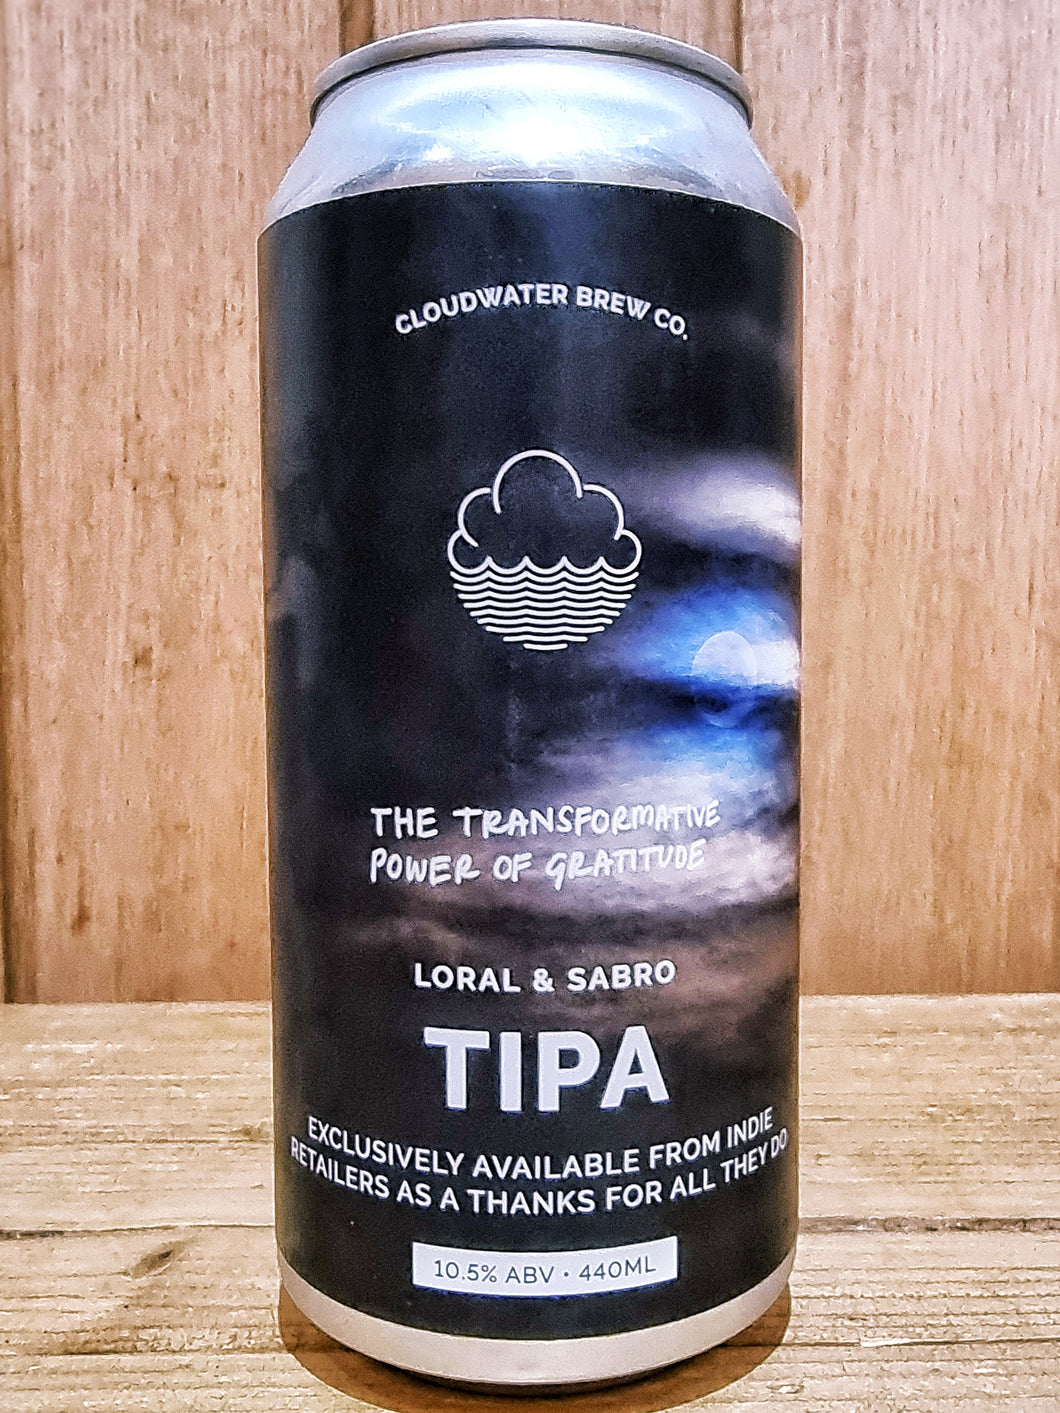 CLOUDWATER BREW CO.
THE TRANSFORMATIVE
POWER OF GRATITUDE
LORAL & SABRO
TIPA
EXCLUSIVELY AVAILABLE FROM INDIE
RETAILERS AS A THANKS FOR ALL THEY DO
10.5% ABV • 440ML